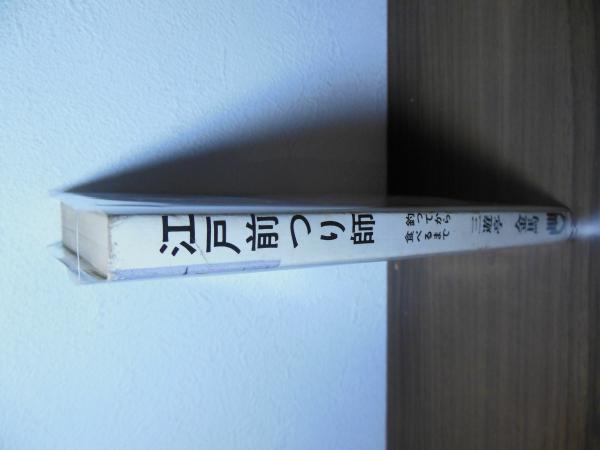 江戸前つり師
釣ってから
食べるまで
三遊亭 金馬